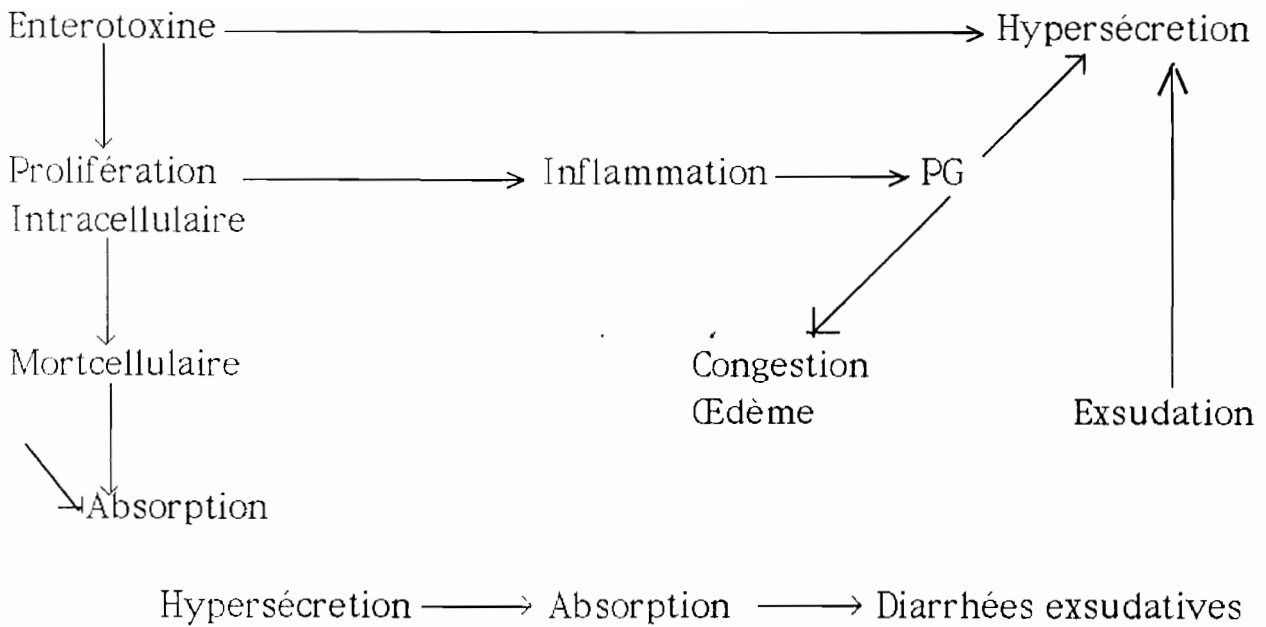 Enterotoxine Hypersécretion
Prolifération Inflammation PG
Intracellulaire
Mortcellulaire Congestion
Œdème Exsudation
Absorption
Hypersécretion Absorption Diarrhées exsudatives